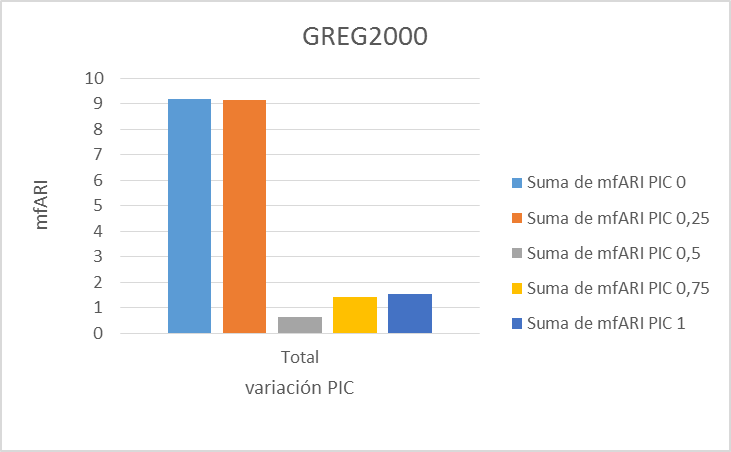 GREG2000
10
9
8
7
6
5
4
3
2
1
0
mfARI
Total
variación PIC
Suma de mfARI PIC 0
Suma de mfARI PIC 0,25
Suma de mfARI PIC 0,5
Suma de mfARI PIC 0,75
Suma de mfARI PIC 1